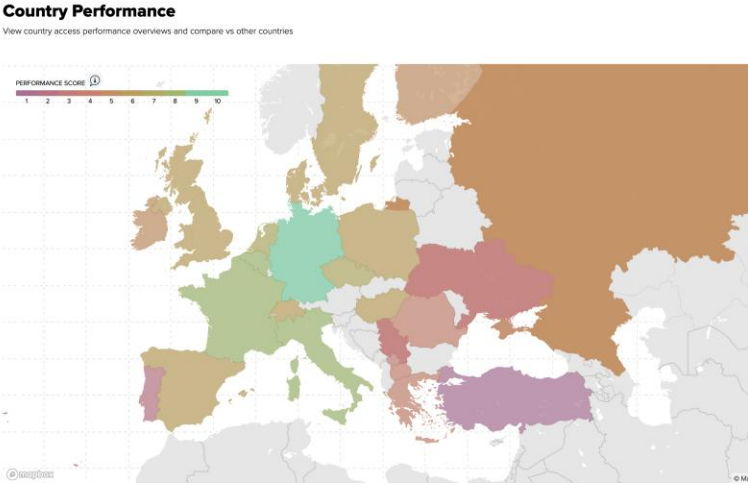 Country Performance
View country access performance overviews and compare vs other countries
PERFORMANCE SCORE
1 2 3 4 5 6 7 8 9 10
mapbox